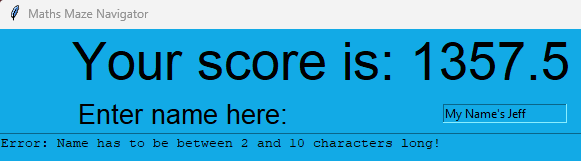 Maths Maze Navigator
Your score is: 1357.5
Enter name here: My Name's Jeff
Error: Name has to be between 2 and 10 characters long!